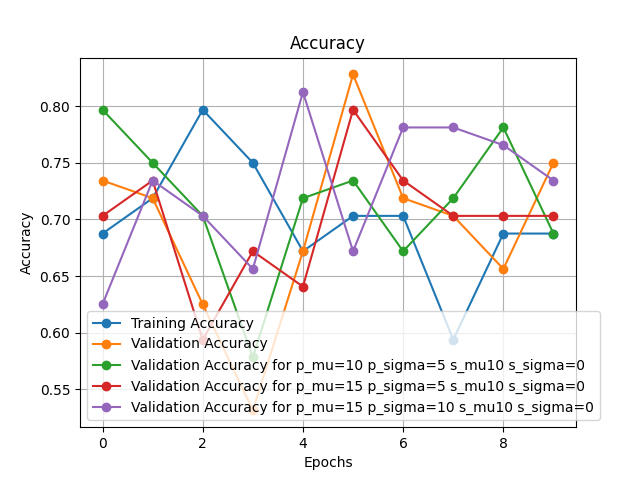 Accuracy
Accuracy
0.80
0.75
0.70
0.65
0.60
0.55
Training Accuracy
Validation Accuracy
Validation Accuracy for p_mu=10 p_sigma=5 s_mu10 s_sigma=0
Validation Accuracy for p_mu=15 p_sigma=5 s_mu10 s_sigma=0
Validation Accuracy for p_mu=15 p_sigma=10 s_mu10 s_sigma=0
0 2 4 6 8
Epochs